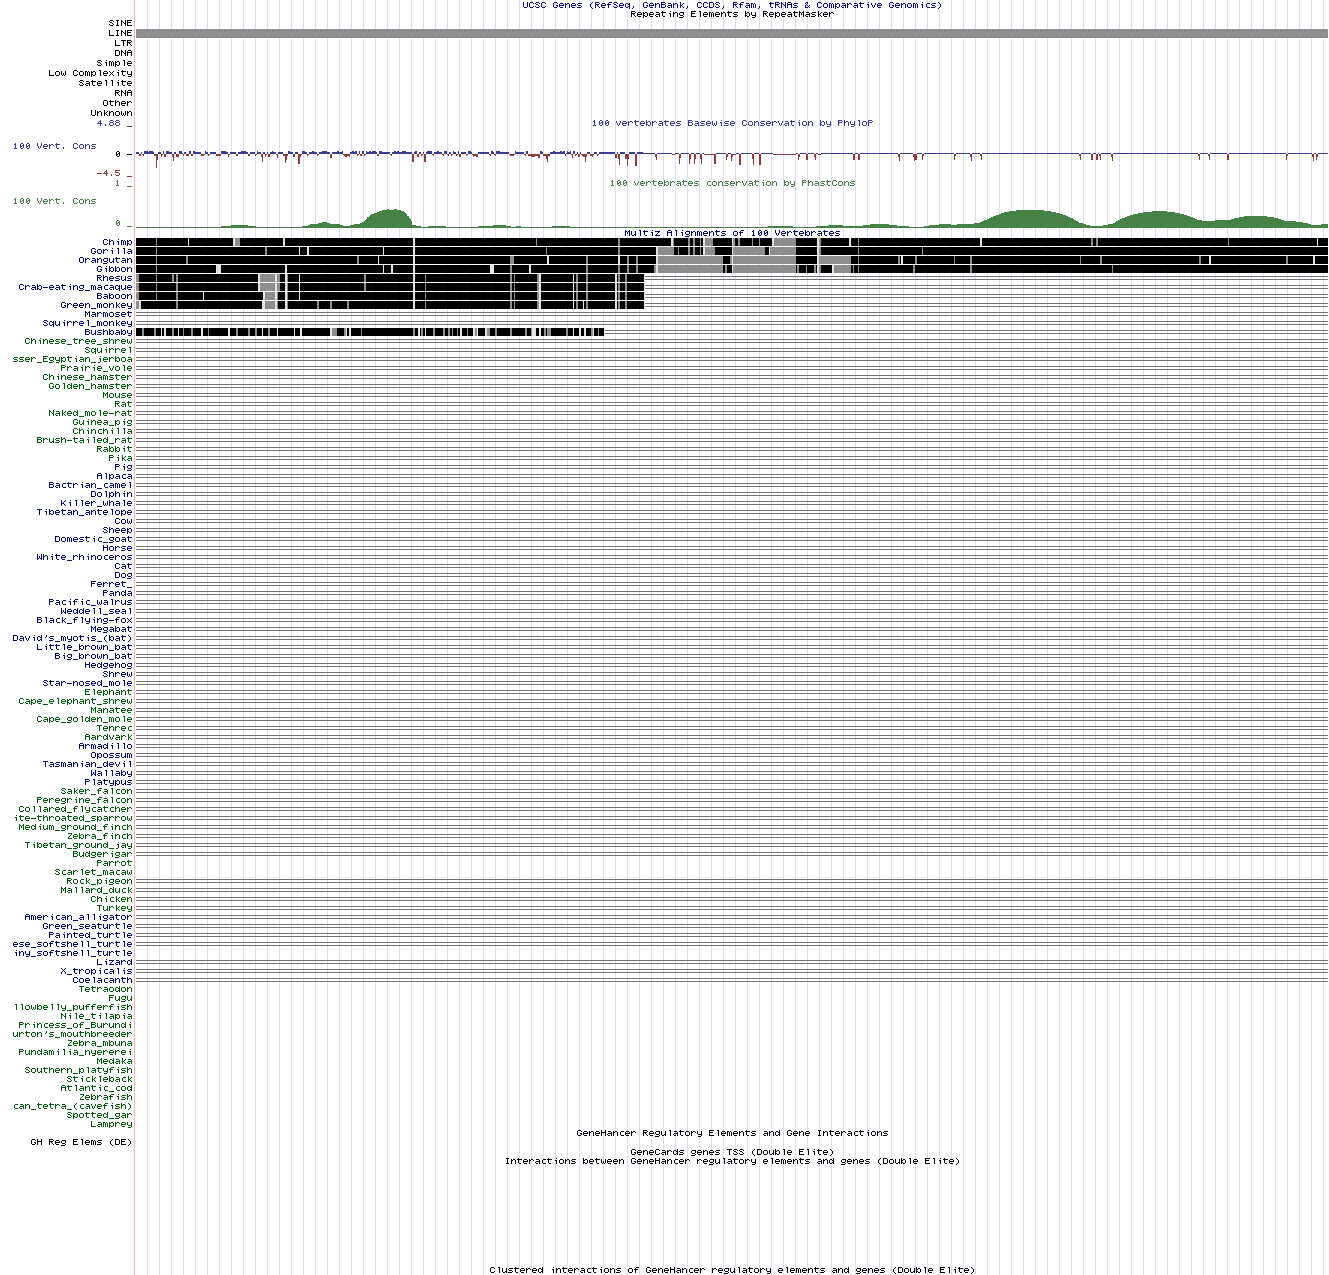 UCSC Genes (RefSeq, GenBank, CCDS, Rfam, tRNAs & Comparative Genomics)
Repeating Elements by RepeatMasker
SINE
LINE
LTR
DNA
Simple
Low Complexity
Satellite
RNA
Other
Unknown
100 vertebrates Basewise Conservation by PhyloP
4.88 _
100 Vert. Cons
0 _
-4.5 _
100 vertebrates conservation by PhastCons
1 _
100 Vert. Cons
0 _
Multiz Alignments of 100 Vertebrates
Chimp
Gorilla
Orangutan
Gibbon
Rhesus
Crab-eating_macaque
Baboon
Green_monkey
Marmoset
Squirrel_monkey
Bushbaby
Chinese_tree_shrew
Squirrel
sser_Egyptian_jerboa
Prairie_vole
Chinese_hamster
Golden_hamster
Mouse
Rat
Naked_mole-rat
Guinea_pig
Chinchilla
Brush-tailed_rat
Rabbit
Pika
Pig
Alpaca
Bactrian_camel
Dolphin
Killer_whale
Tibetan_antelope
Cow
Sheep
Domestic_goat
Horse
White_rhinoceros
Cat
Dog
Ferret_
Panda
Pacific_walrus
Weddell_seal
Black_flying-fox
Megabat
David's_myotis_(bat)
Little_brown_bat
Big_brown_bat
Hedgehog
Shrew
Star-nosed_mole
Elephant
Cape_elephant_shrew
Manatee
Cape_golden_mole
Tenrec
Aardvark
Armadillo
Opossum
Tasmanian_devil
Wallaby
Platypus
Saker_falcon
Peregrine_falcon
Collared_flycatcher
ite-throated_sparrow
Medium_ground_finch
Zebra_finch
Tibetan_ground_jay
Budgerigar
Parrot
Scarlet_macaw
Rock_pigeon
Mallard_duck
Chicken
Turkey
American_alligator
Green_seaturtle
Painted_turtle
ese_softshell_turtle
iny_softshell_turtle
Lizard
X_tropicalis
Coelacanth
Tetraodon
Fugu
llowbelly_pufferfish
Nile_tilapia
Princess_of_Burundi
urton's_mouthbreeder
Zebra_mbuna
Pundamilia_nyererei
Medaka
Southern_platyfish
Stickleback
Atlantic_cod
Zebrafish
can_tetra_(cavefish)
Spotted_gar
Lamprey
GeneHancer Regulatory Elements and Gene Interactions
GH Reg Elems (DE)
GeneCards genes TSS (Double Elite)
Interactions between GeneHancer regulatory elements and genes (Double Elite)
Clustered interactions of GeneHancer regulatory elements and genes (Double Elite)